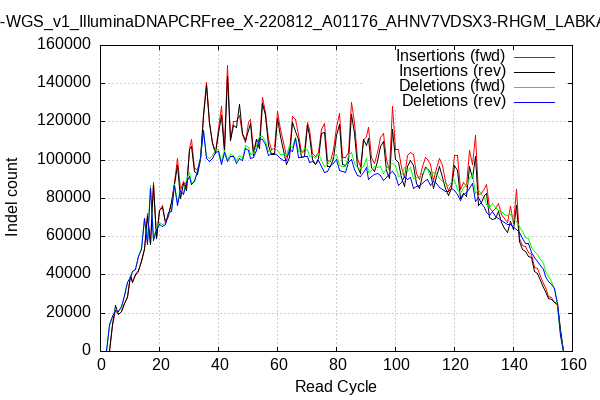 -WGS_v1_IlluminaDNAPCRFree_X-220812_A01176_AHNV7VDSX3-RHGM_LABKA
160000
140000
120000
100000
80000
60000
40000
20000
0
Indel count
Insertions (fwd)
Insertions (rev)
Deletions (fwd)
Deletions (rev)
0 20 40 60 80 100 120 140 160
Read Cycle